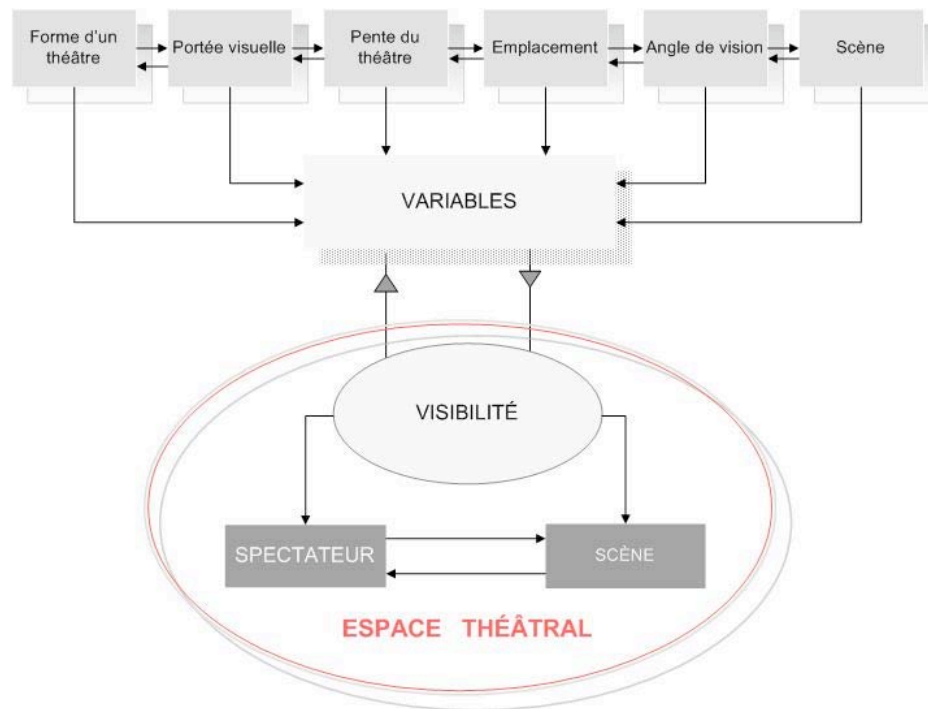 Forme d'un
théâtre
Portée visuelle
Pente du
théâtre
Emplacement
Angle de vision
Scène
VARIABLES
VISIBILITÉ
SPECTATEUR
SCÈNE
ESPACE THÉÂTRAL